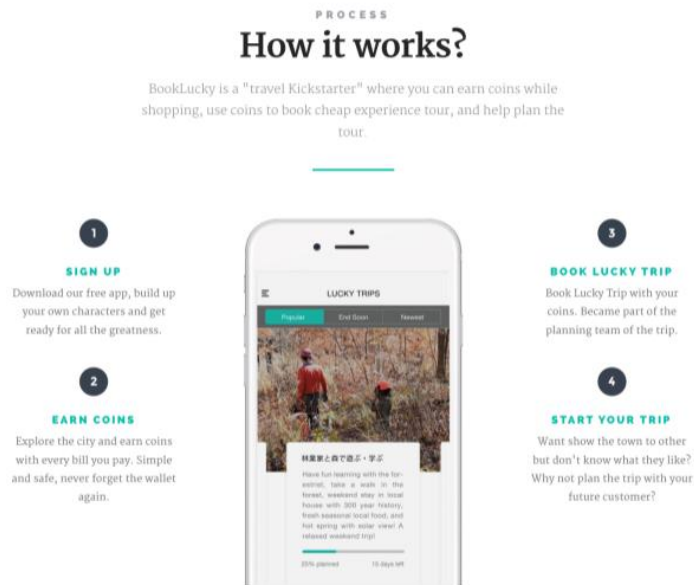 PROCESS
How it works?
BookLucky is a "travel Kickstarter" where you can earn coins while
shopping, use coins to book cheap experience tour, and help plan the
tour.
1
SIGN UP
Download our free app, build up
your own characters and get
ready for all the greatness.
2
EARN COINS
Explore the city and earn coins
with every bill you pay. Simple
and safe, never forget the wallet
again.
LUCKY TRIPS
Popular End Soon Newest
林業家と森で遊ぶ・学ぶ
Have fun learning with the for-
estrist, take a walk in the
forest, weekend stay in local
house with 300 year history,
fresh seasonal local food, and
hot spring with solar view! A
relaxed weekend trip!
35% planned 15 days left
3
BOOK LUCKY TRIP
Book Lucky Trip with your
coins. Became part of the
planning team of the trip.
4
START YOUR TRIP
Want show the town to other
but don't know what they like?
Why not plan the trip with your
future customer?